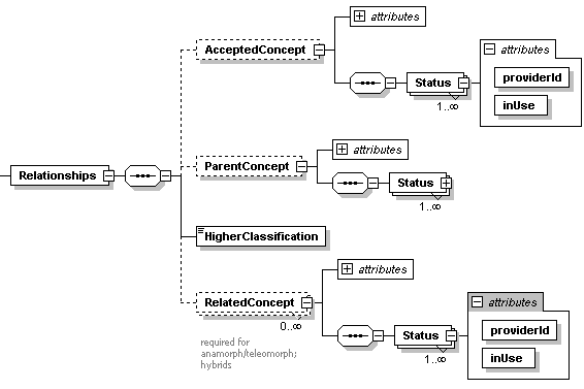 attributes
AcceptedConcept
attributes
Status
providerId
1..∞
inUse
attributes
ParentConcept
Relationships
Status
1..∞
HigherClassification
attributes
RelatedConcept
attributes
0..∞
Status
providerId
required for
anamorph/teleomorph;
hybrids
1..∞
inUse